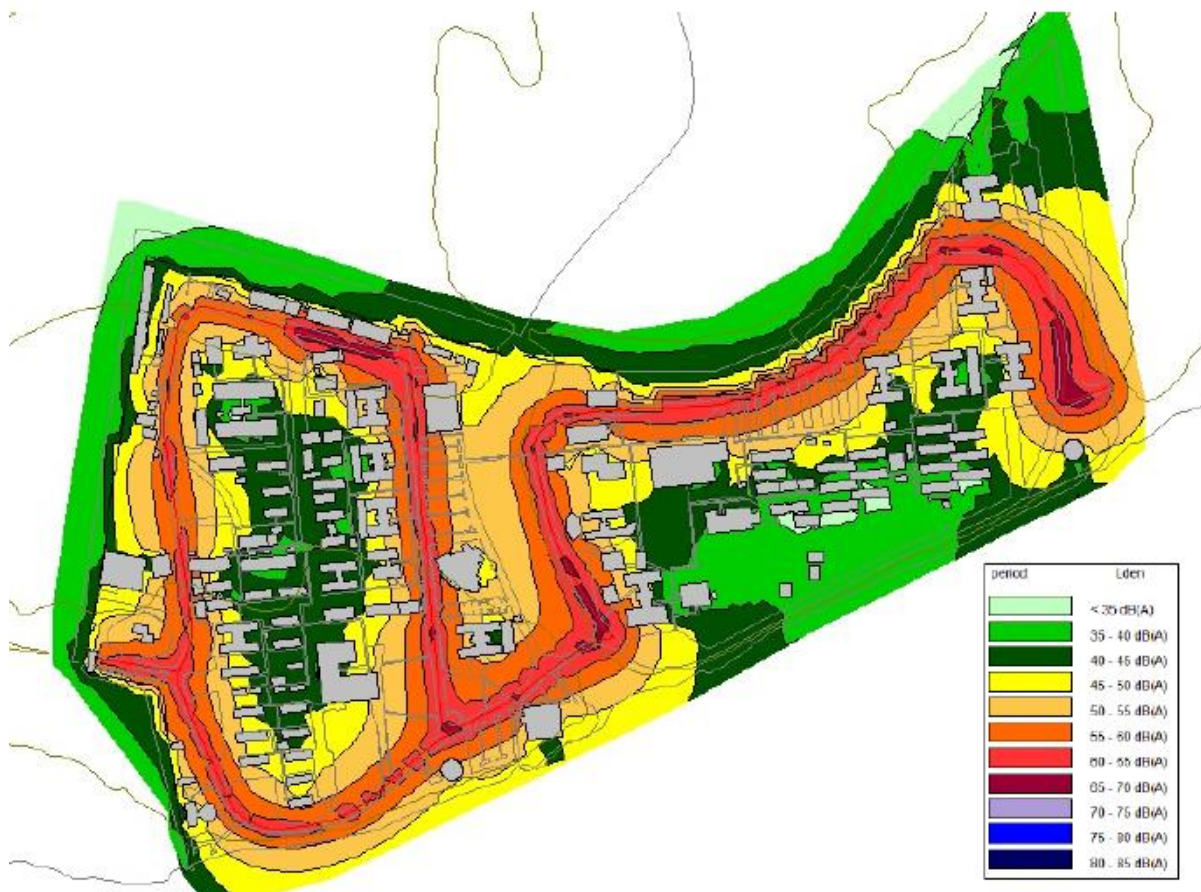 period Lden
< 35 dB(A)
35 - 40 dB(A)
40 - 45 dB(A)
45 - 50 dB(A)
50 - 55 dB(A)
55 - 60 dB(A)
60 - 65 dB(A)
65 - 70 dB(A)
70 - 75 dB(A)
75 - 80 dB(A)
80 - 85 dB(A)